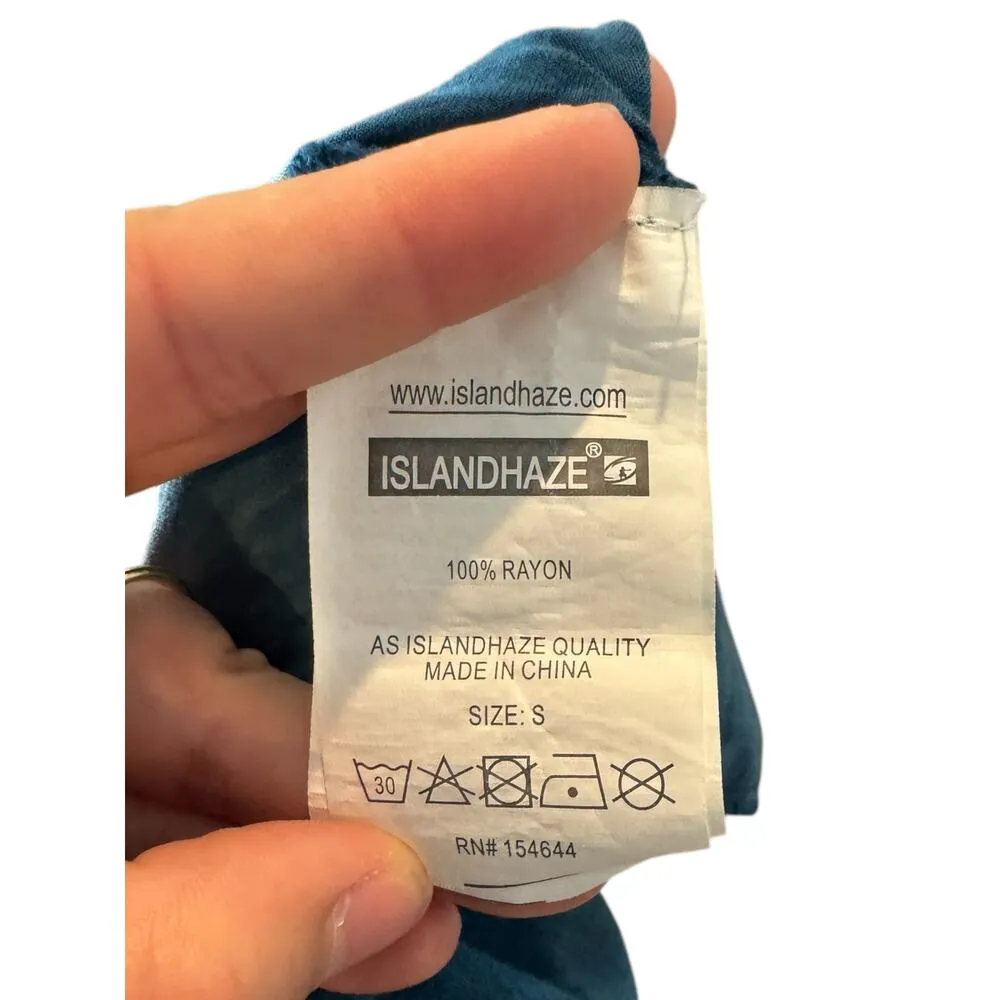 www.islandhaze.com
ISLANDHAZE®
100% RAYON
AS ISLANDHAZE QUALITY
MADE IN CHINA
SIZE: S
30
RN# 154644